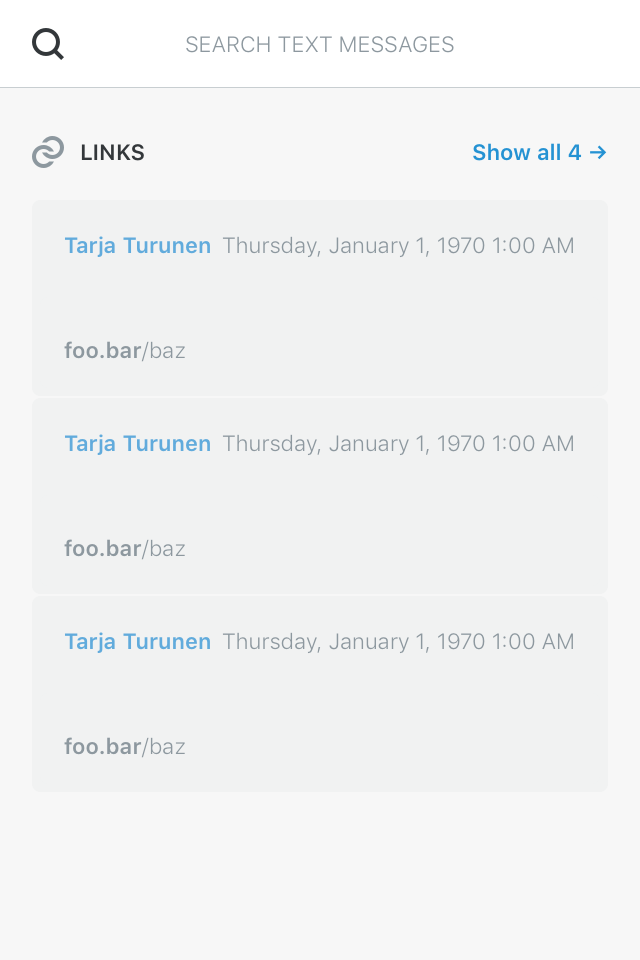 SEARCH TEXT MESSAGES
LINKS Show all 4 →
Tarja Turunen Thursday, January 1, 1970 1:00 AM
foo.bar/baz
Tarja Turunen Thursday, January 1, 1970 1:00 AM
foo.bar/baz
Tarja Turunen Thursday, January 1, 1970 1:00 AM
foo.bar/baz